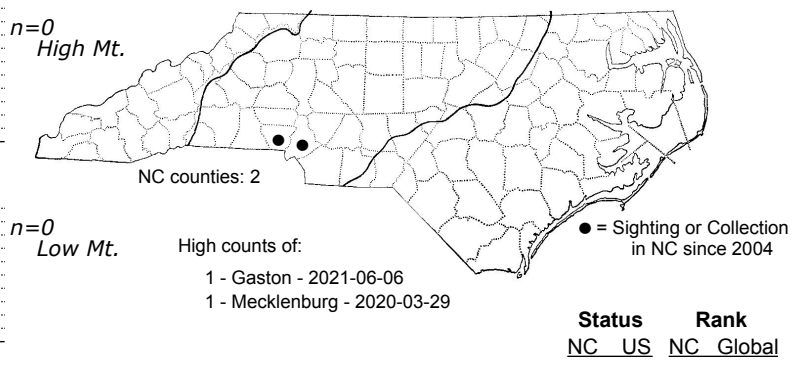 n=0
High Mt.
NC counties: 2
n=0
Low Mt.
High counts of:
1 - Gaston - 2021-06-06
1 - Mecklenburg - 2020-03-29
● = Sighting or Collection
in NC since 2004
Status Rank
NC US NC Global